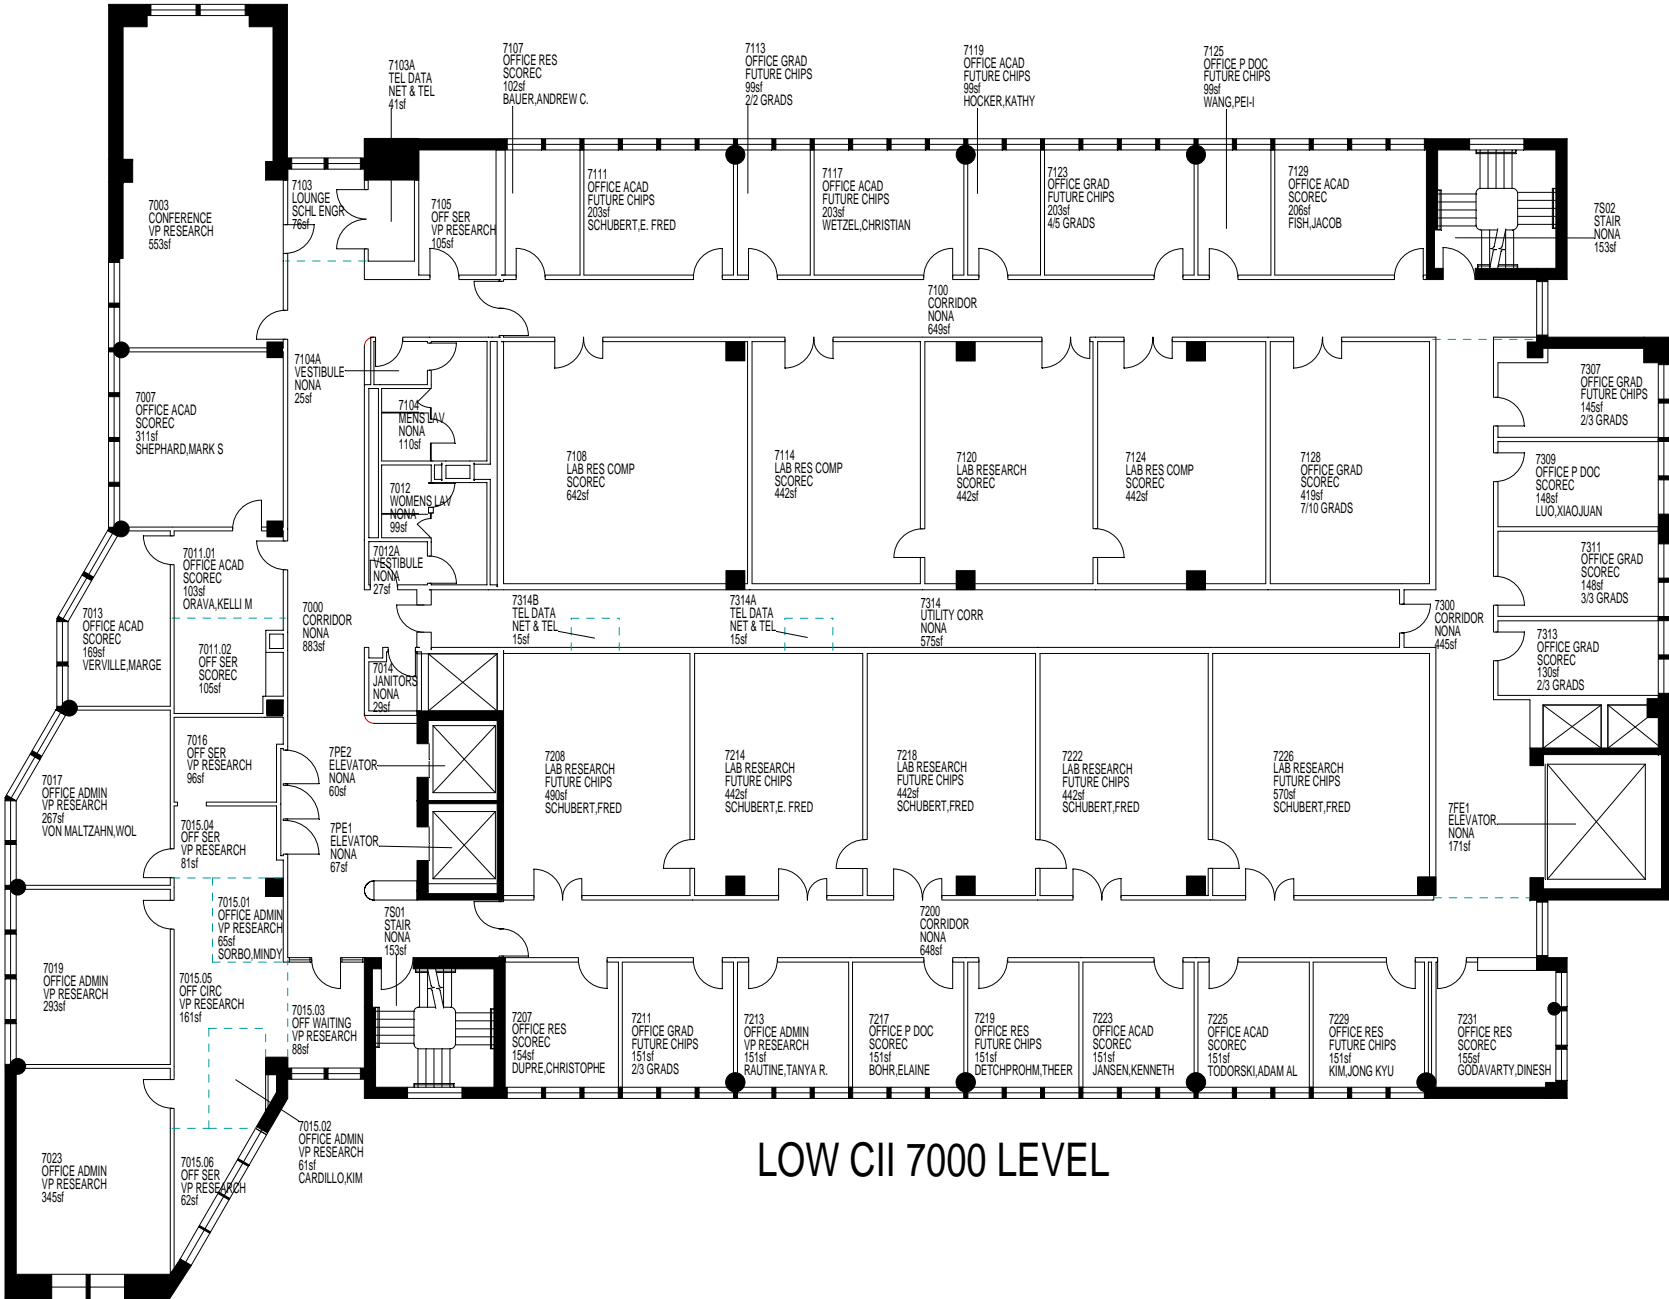 7103A
TEL DATA
NET & TEL
41sf
7107
OFFICE RES
SCOREC
102sf
BAUER,ANDREW C.
7113
OFFICE GRAD
FUTURE CHIPS
99sf
2/2 GRADS
7119
OFFICE ACAD
FUTURE CHIPS
99sf
HOCKER,KATHY
7125
OFFICE P DOC
FUTURE CHIPS
99sf
WANG,PEI-I
7003
CONFERENCE
VP RESEARCH
553sf
7103
LOUNGE
SCHL ENGR
76sf
7105
OFF SER
VP RESEARCH
105sf
7111
OFFICE ACAD
FUTURE CHIPS
203sf
SCHUBERT,E. FRED
7117
OFFICE ACAD
FUTURE CHIPS
203sf
WETZEL,CHRISTIAN
7123
OFFICE GRAD
FUTURE CHIPS
203sf
4/5 GRADS
7129
OFFICE ACAD
SCOREC
206sf
FISH,JACOB
7S02
STAIR
NONA
153sf
7100
CORRIDOR
NONA
649sf
7104A
VESTIBULE
NONA
25sf
7007
OFFICE ACAD
SCOREC
311sf
SHEPHARD,MARK S
7104
MENS LAV
NONA
110sf
7012
WOMENS LAV
NONA
99sf
7012A
VESTIBULE
NONA
27sf
7108
LAB RES COMP
SCOREC
642sf
7114
LAB RES COMP
SCOREC
442sf
7120
LAB RESEARCH
SCOREC
442sf
7124
LAB RES COMP
SCOREC
442sf
7128
OFFICE GRAD
SCOREC
419sf
7/10 GRADS
7307
OFFICE GRAD
FUTURE CHIPS
145sf
2/3 GRADS
7309
OFFICE P DOC
SCOREC
148sf
LUO,XIAOJUAN
7311
OFFICE GRAD
SCOREC
148sf
3/3 GRADS
7313
OFFICE GRAD
SCOREC
130sf
2/3 GRADS
7011.01
OFFICE ACAD
SCOREC
103sf
ORAVA,KELLI M
7013
OFFICE ACAD
SCOREC
169sf
VERVILLE,MARGE
7011.02
OFF SER
SCOREC
105sf
7000
CORRIDOR
NONA
883sf
7314B
TEL DATA
NET & TEL
15sf
7314A
TEL DATA
NET & TEL
15sf
7314
UTILITY CORR
NONA
575sf
7300
CORRIDOR
NONA
445sf
7014
JANITORS
NONA
29sf
7016
OFF SER
VP RESEARCH
96sf
7017
OFFICE ADMIN
VP RESEARCH
267sf
VON MALTZAHN,WOL
7PE2
ELEVATOR
NONA
60sf
7PE1
ELEVATOR
NONA
67sf
7208
LAB RESEARCH
FUTURE CHIPS
490sf
SCHUBERT,FRED
7214
LAB RESEARCH
FUTURE CHIPS
442sf
SCHUBERT,E. FRED
7218
LAB RESEARCH
FUTURE CHIPS
442sf
SCHUBERT,FRED
7222
LAB RESEARCH
FUTURE CHIPS
442sf
SCHUBERT,FRED
7226
LAB RESEARCH
FUTURE CHIPS
570sf
SCHUBERT,FRED
7FE1
ELEVATOR
NONA
171sf
7015.04
OFF SER
VP RESEARCH
81sf
7015.01
OFFICE ADMIN
VP RESEARCH
65sf
SORBO,MINDY
7S01
STAIR
NONA
153sf
7200
CORRIDOR
NONA
648sf
7019
OFFICE ADMIN
VP RESEARCH
293sf
7015.05
OFF CIRC
VP RESEARCH
161sf
7015.03
OFF WAITING
VP RESEARCH
88sf
7207
OFFICE RES
SCOREC
154sf
DUPRE,CHRISTOPHE
7211
OFFICE GRAD
FUTURE CHIPS
151sf
2/3 GRADS
7213
OFFICE ADMIN
VP RESEARCH
151sf
RAUTINE,TANYA R.
7217
OFFICE P DOC
SCOREC
151sf
BOHR,ELAINE
7219
OFFICE RES
FUTURE CHIPS
151sf
DETCHPROHM,THEER
7223
OFFICE ACAD
SCOREC
151sf
JANSEN,KENNETH
7225
OFFICE ACAD
SCOREC
151sf
TODORSKI,ADAM AL
7229
OFFICE RES
FUTURE CHIPS
151sf
KIM,JONG KYU
7231
OFFICE RES
SCOREC
155sf
GODAVARTY,DINESH
7015.02
OFFICE ADMIN
VP RESEARCH
61sf
CARDILLO,KIM
7023
OFFICE ADMIN
VP RESEARCH
345sf
7015.06
OFF SER
VP RESEARCH
62sf
LOW CII 7000 LEVEL